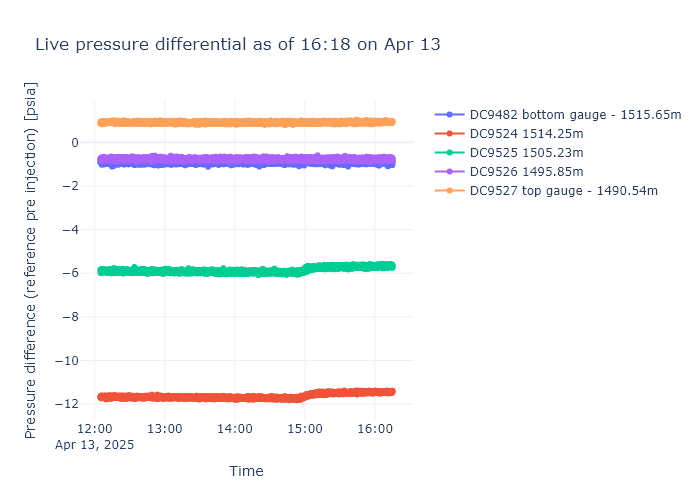 Live pressure differential as of 16:18 on Apr 13
Pressure difference (reference pre injection) [psia]
0
−2
−4
−6
−8
−10
−12
12:00
Apr 13, 2025
13:00
14:00
15:00
16:00
Time
DC9482 bottom gauge - 1515.65m
DC9524 1514.25m
DC9525 1505.23m
DC9526 1495.85m
DC9527 top gauge - 1490.54m